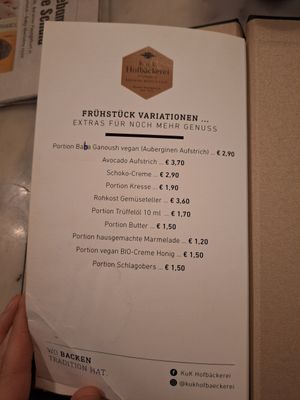 K u K
Hofbäckerei
FRÜHSTÜCK VARIATIONEN ...
EXTRAS FÜR NOCH MEHR GENUSS
Portion Baba Ganoush vegan (Auberginen Aufstrich) ... € 2,90
Avocado Aufstrich ... € 3,70
Schoko-Creme ... € 2,90
Portion Kresse ... € 1,90
Rohkost Gemüseteller ... € 3,60
Portion Trüffelöl 10 ml ... € 1,70
Portion Butter ... € 1,50
Portion hausgemachte Marmelade ... € 1,20
Portion vegan BIO-Creme Honig ... € 1,50
Portion Schlagobers ... € 1,50
WO BACKEN
TRADITION HAT.
KuK Hofbäckerei
@kukhofbaeckerei